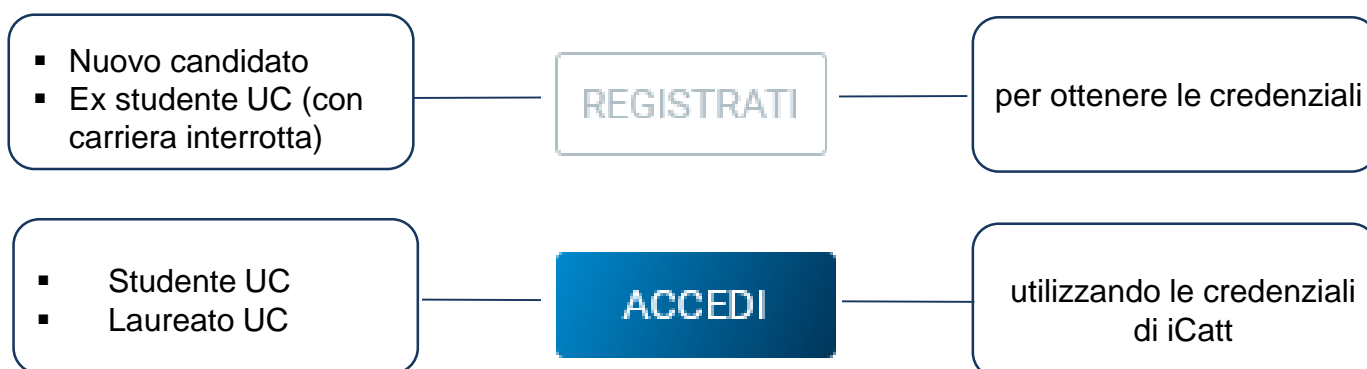 ▪ Nuovo candidato
▪ Ex studente UC (con
carriera interrotta)
REGISTRATI
per ottenere le credenziali
▪ Studente UC
▪ Laureato UC
ACCEDI
utilizzando le credenziali
di iCatt